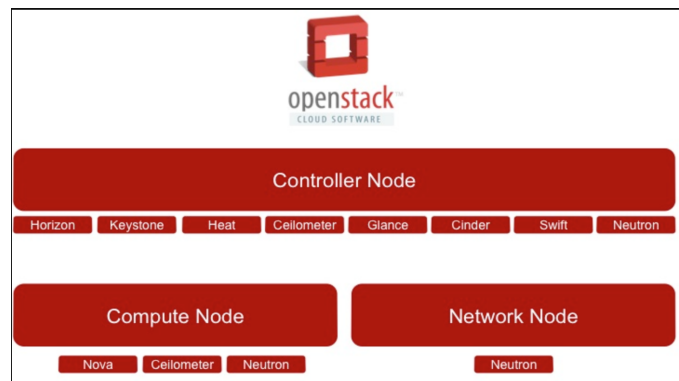 openstack™
CLOUD SOFTWARE
Controller Node
Horizon Keystone Heat Ceilometer Glance Cinder Swift Neutron
Compute Node Network Node
Nova Ceilometer Neutron Neutron